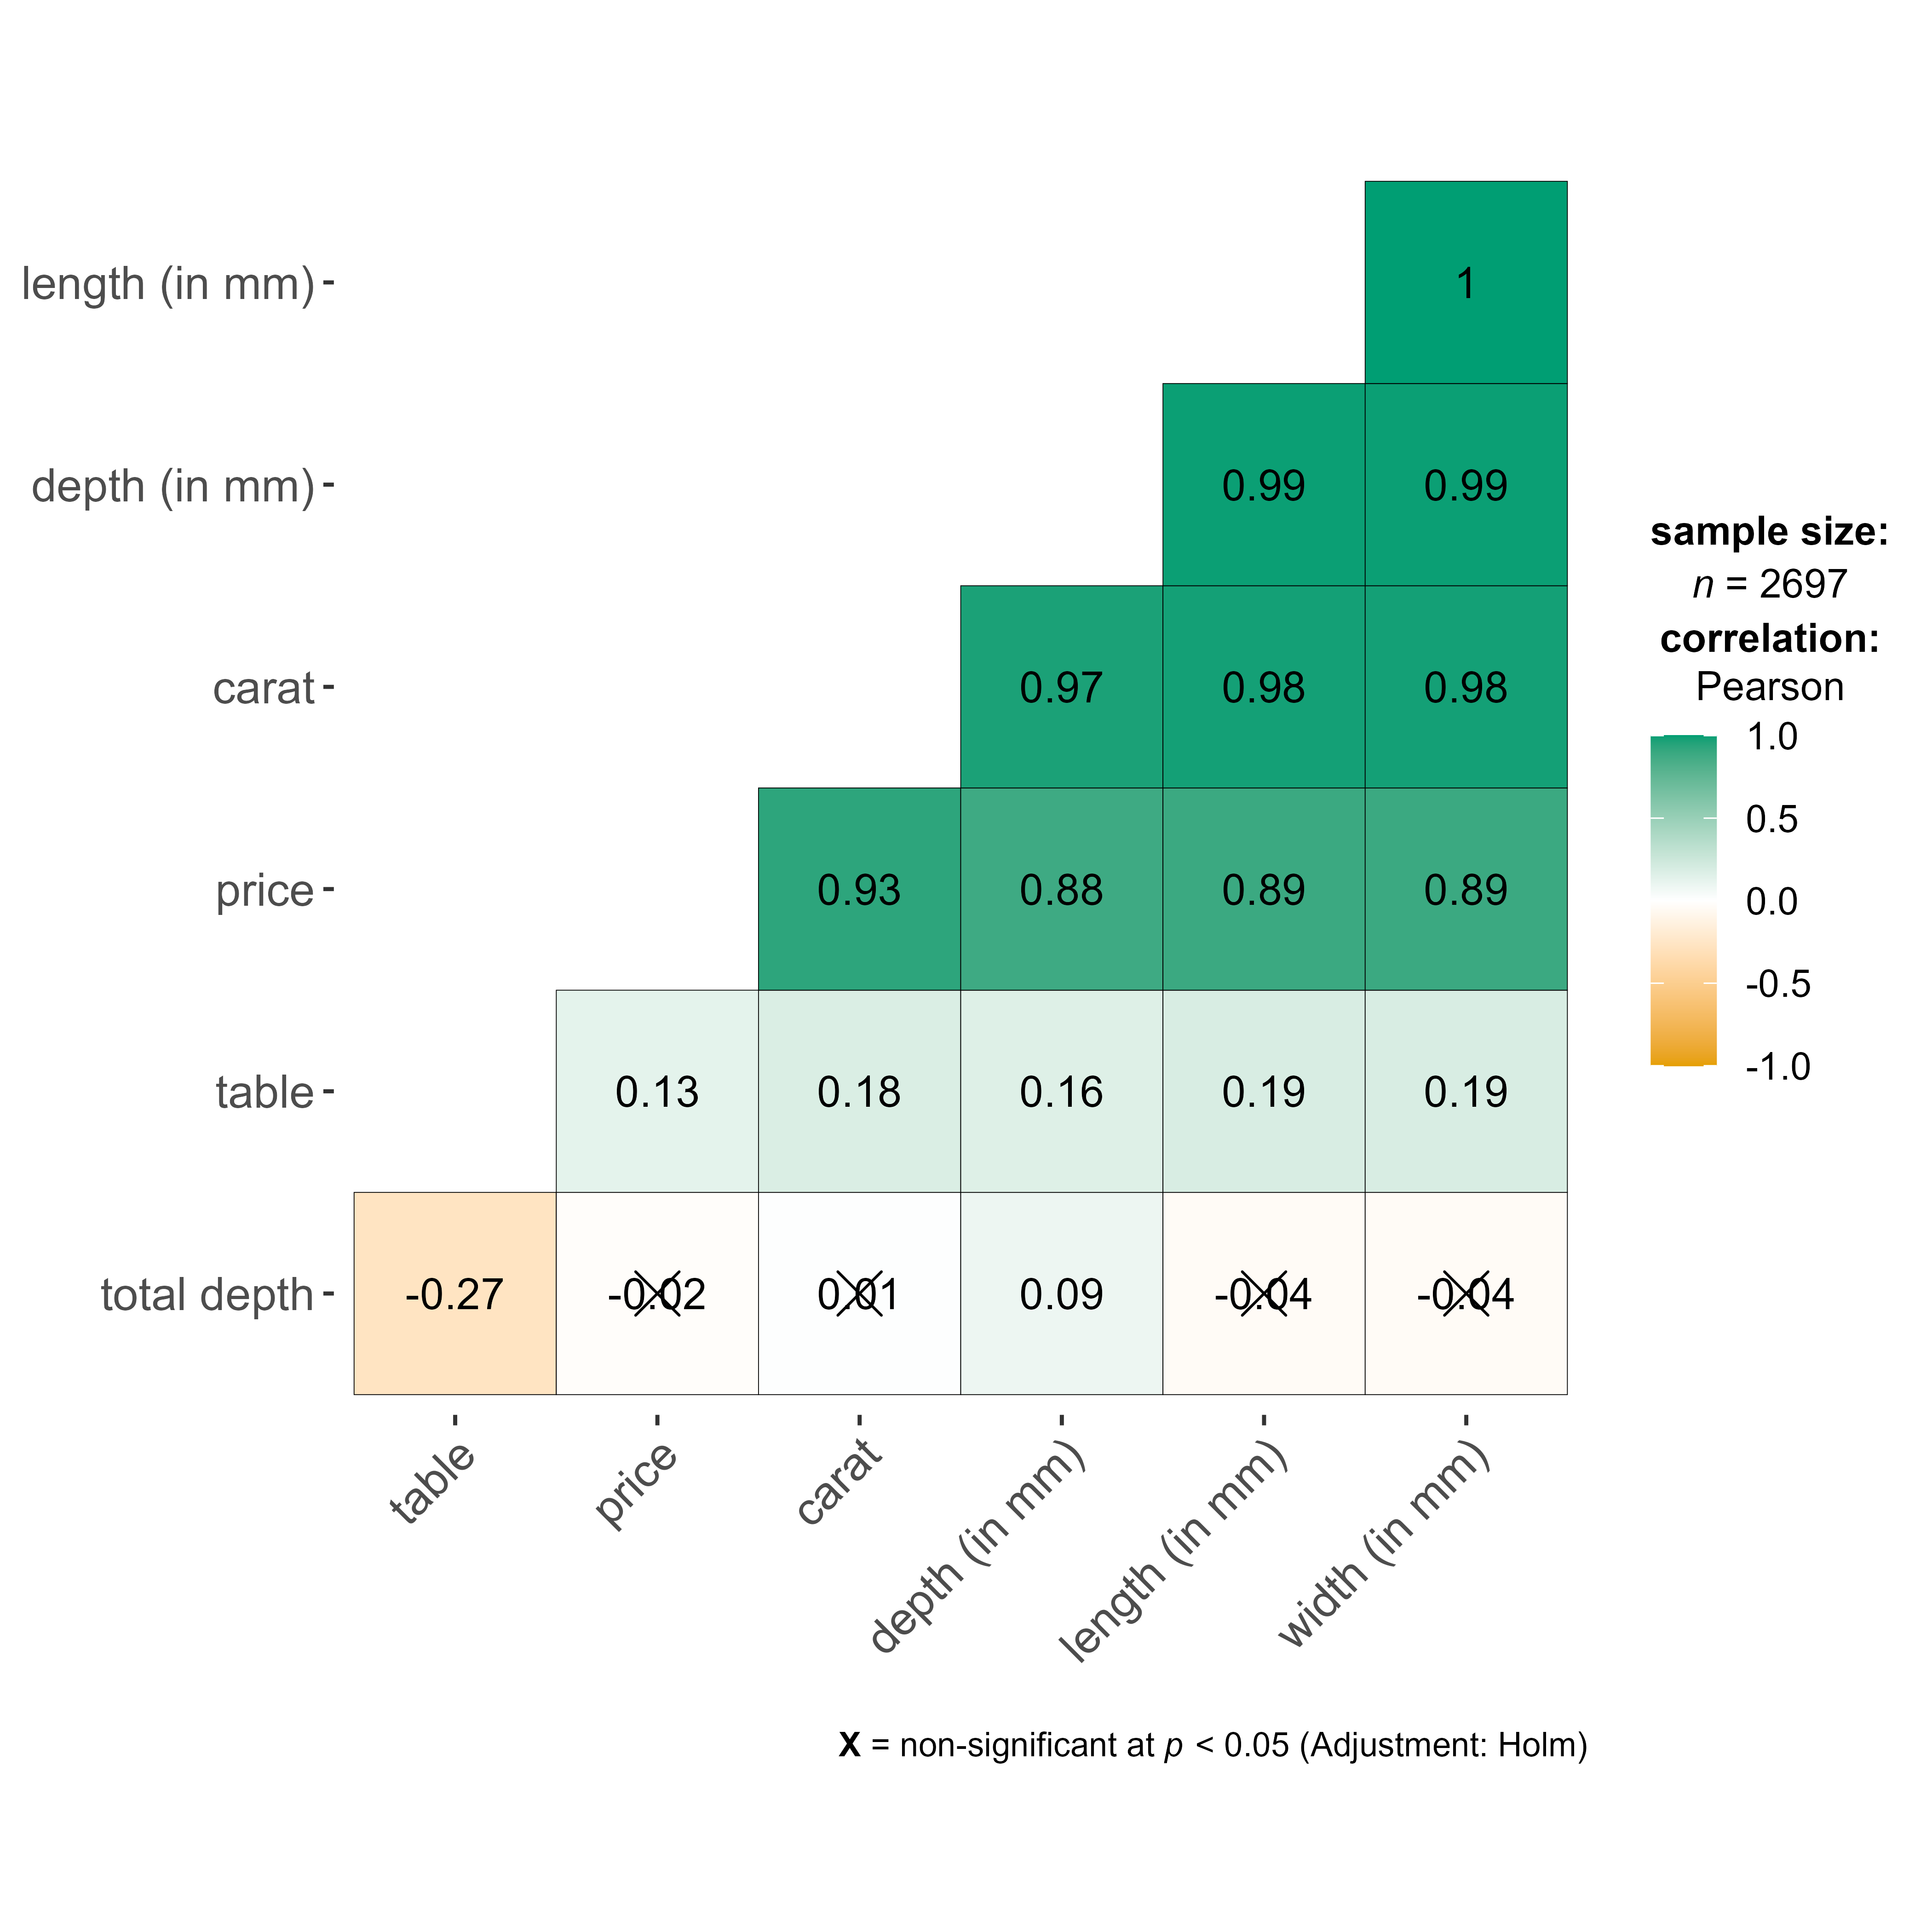 length (in mm)
1
depth (in mm)
0.99
0.99
carat
0.97
0.98
0.98
price
0.93
0.88
0.89
0.89
table
0.13
0.18
0.16
0.19
0.19
total depth
-0.27
-0.02
0.01
0.09
-0.04
-0.04
table
price
carat
depth (in mm)
length (in mm)
width (in mm)
sample size:
n = 2697
correlation:
Pearson
1.0
0.5
0.0
-0.5
-1.0
X = non-significant at p < 0.05 (Adjustment: Holm)